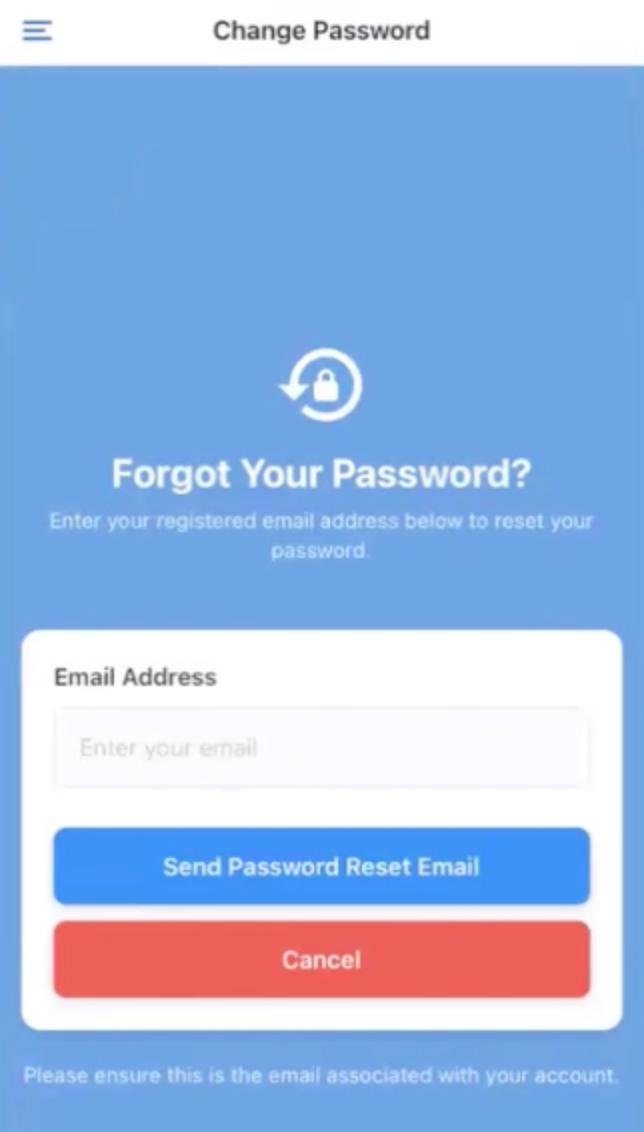 Change Password
Forgot Your Password?
Enter your registered email address below to reset your
password.
Email Address
Enter your email
Send Password Reset Email
Cancel
Please ensure this is the email associated with your account.